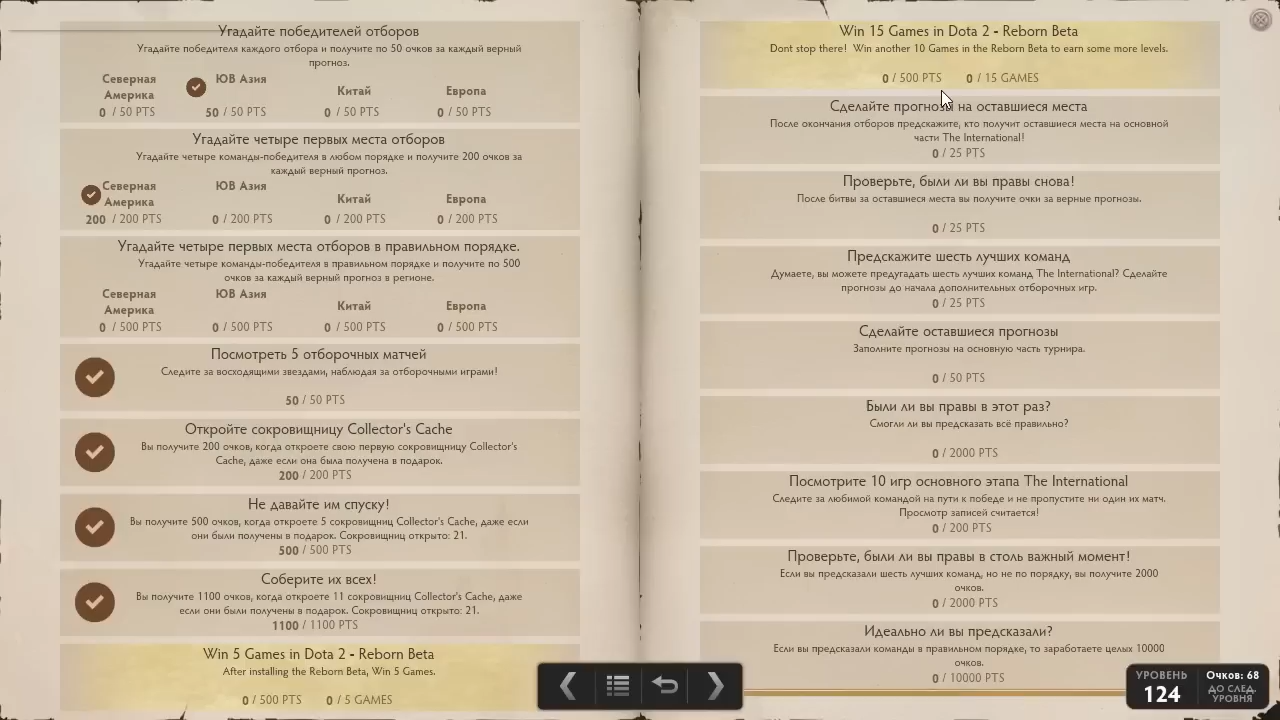 Угадайте победителей отборов
Угадайте победителя каждого отбора и получите по 50 очков за каждый верный
прогноз.
Северная
Америка
ЮВ Азия
Китай
Европа
0 / 50 PTS
50 / 50 PTS
0 / 50 PTS
0 / 50 PTS
Угадайте четыре первых места отборов
Угадайте четыре команды-победителя в любом порядке и получите 200 очков за
каждый верный прогноз.
Северная
Америка
ЮВ Азия
Китай
Европа
200 / 200 PTS
0 / 200 PTS
0 / 200 PTS
0 / 200 PTS
Угадайте четыре первых места отборов в правильном порядке.
Угадайте четыре команды-победителя в правильном порядке и получите по 500
очков за каждый верный прогноз в регионе.
Северная
Америка
ЮВ Азия
Китай
Европа
0 / 500 PTS
0 / 500 PTS
0 / 500 PTS
0 / 500 PTS
Посмотреть 5 отборочных матчей
Следите за восходящими звездами, наблюдая за отборочными играми!
50 / 50 PTS
Откройте сокровищницу Collector's Cache
Вы получите 200 очков, когда откроете свою первую сокровищницу Collector's
Cache, даже если она была получена в подарок.
200 / 200 PTS
Не давайте им спуску!
Вы получите 500 очков, когда откроете 5 сокровищниц Collector's Cache, даже если
они были получены в подарок. Сокровищниц открыто: 21.
500 / 500 PTS
Соберите их всех!
Вы получите 1100 очков, когда откроете 11 сокровищниц Collector's Cache, даже
если они были получены в подарок. Сокровищниц открыто: 21.
1100 / 1100 PTS
Win 5 Games in Dota 2 - Reborn Beta
After installing the Reborn Beta, Win 5 Games.
0 / 500 PTS 0 / 5 GAMES
Win 15 Games in Dota 2 - Reborn Beta
Dont stop there! Win another 10 Games in the Reborn Beta to earn some more levels.
0 / 500 PTS 0 / 15 GAMES
Сделайте прогнозы на оставшиеся места
После окончания отборов предскажите, кто получит оставшиеся места на основной
части The International!
0 / 25 PTS
Проверьте, были ли вы правы снова!
После битвы за оставшиеся места вы получите очки за верные прогнозы.
0 / 25 PTS
Предскажите шесть лучших команд
Думаете, вы можете предугадать шесть лучших команд The International? Сделайте
прогнозы до начала дополнительных отборочных игр.
0 / 25 PTS
Сделайте оставшиеся прогнозы
Заполните прогнозы на основную часть турнира.
0 / 50 PTS
Были ли вы правы в этот раз?
Смогли ли вы предсказать всё правильно?
0 / 2000 PTS
Посмотрите 10 игр основного этапа The International
Следите за любимой командой на пути к победе и не пропустите ни один их матч.
Просмотр записей считается!
0 / 200 PTS
Проверьте, были ли вы правы в столь важный момент!
Если вы предсказали шесть лучших команд, но не по порядку, вы получите 2000
очков.
0 / 2000 PTS
Идеально ли вы предсказали?
Если вы предсказали команды в правильном порядке, то заработаете целых 10000
очков.
0 / 10000 PTS
УРОВЕНЬ
124
Очков: 68
ДО СЛЕД.
УРОВНЯ